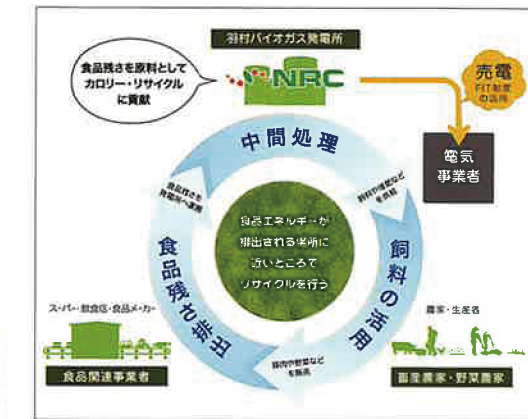 羽村バイオガス発電所
食品残さを原料として
カロリー・リサイクル
に貢献
NRC
売電
FIT制度
の活用
電気
事業者
中間処理
食品残さを
発電所へ運搬
飼料や堆肥など
を供給
食品エネルギーが
排出される場所に
近いところで
リサイクルを行う
食品残さ排出
飼料の活用
スーパー・飲食店・食品メーカー
農家・生産者
豚肉や野菜など
を販売
食品関連事業者
畜産農家・野菜農家